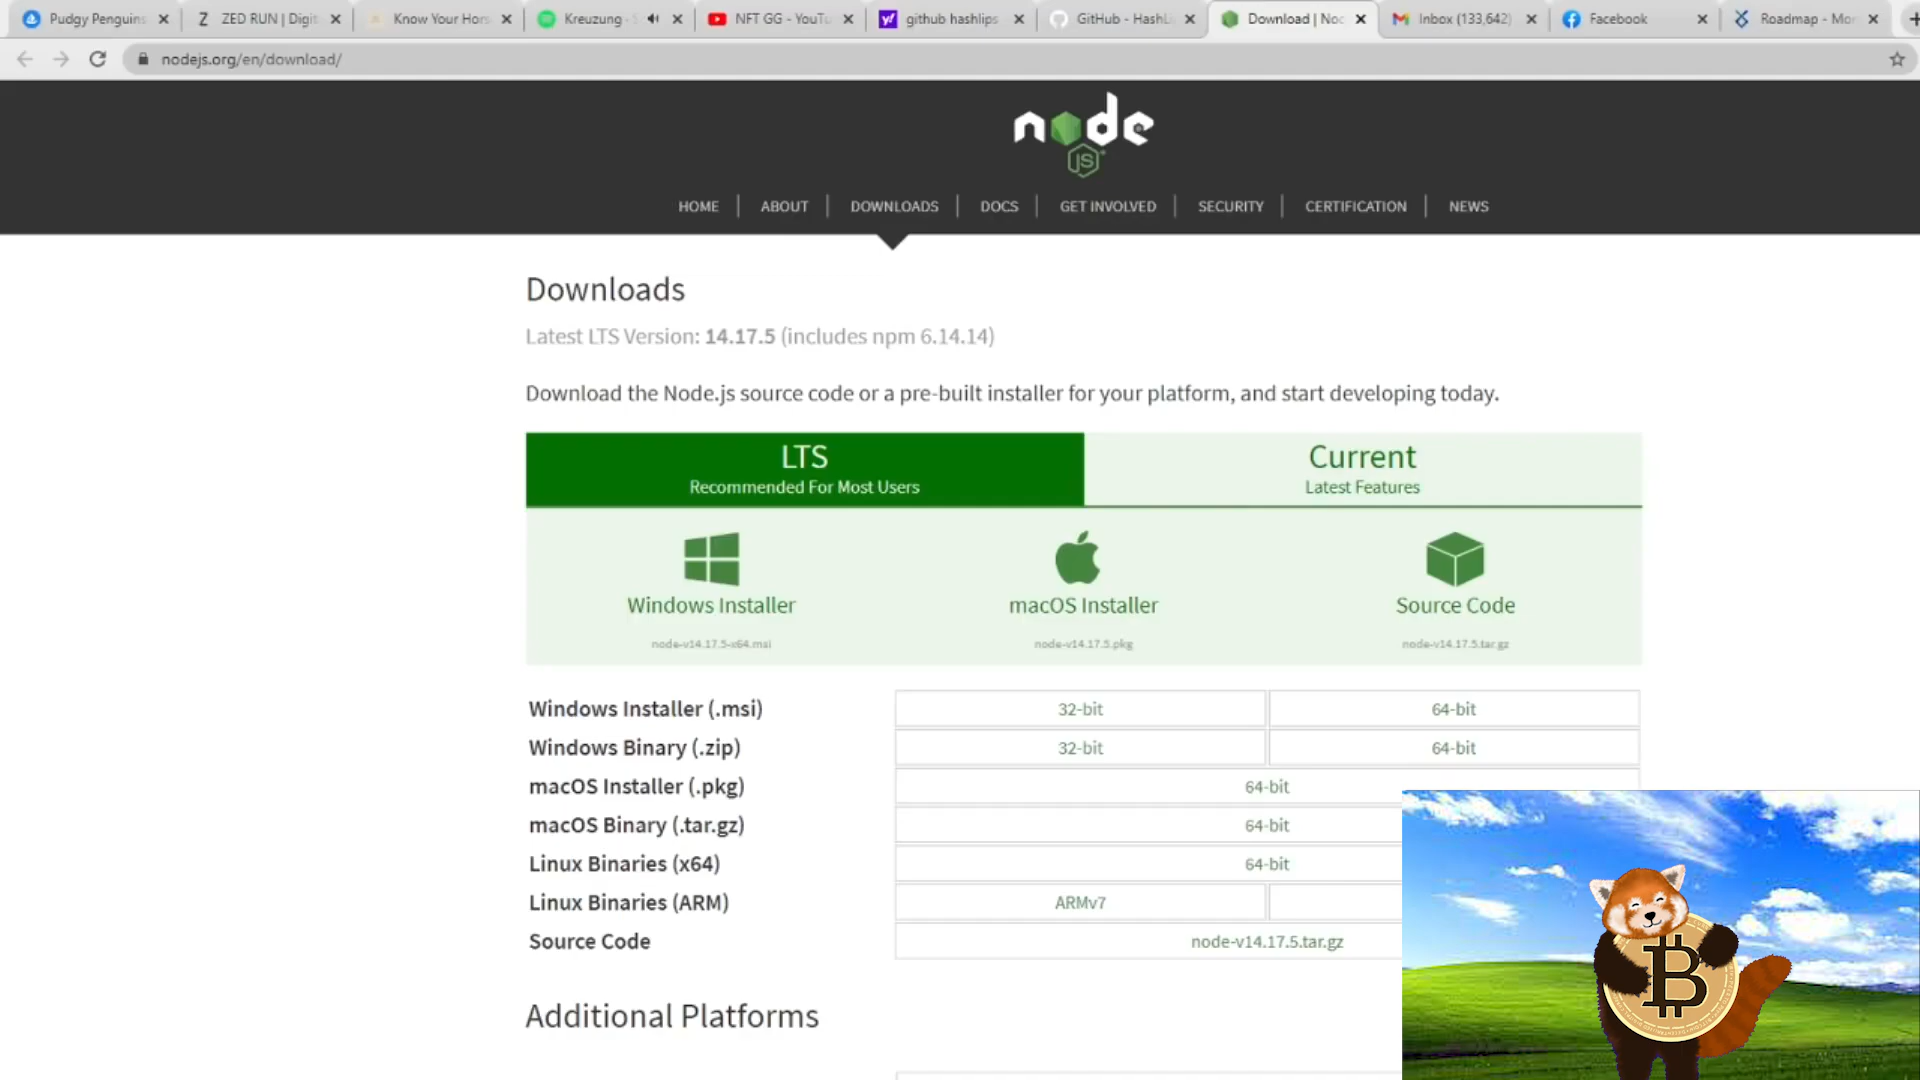 Pudgy Penguins
ZED RUN | Digit
Know Your Hors
Kreuzung - S
NFT GG - YouTu
github hashlips
GitHub - HashLi
Download | Noc
Inbox (133,642)
Facebook
Roadmap - Mor
nodejs.org/en/download/
node
JS
HOME
ABOUT
DOWNLOADS
DOCS
GET INVOLVED
SECURITY
CERTIFICATION
NEWS
Downloads
Latest LTS Version: 14.17.5 (includes npm 6.14.14)
Download the Node.js source code or a pre-built installer for your platform, and start developing today.
LTS
Recommended For Most Users
Current
Latest Features
Windows Installer
node-v14.17.5-x64.msi
macOS Installer
node-v14.17.5.pkg
Source Code
node-v14.17.5.tar.gz
Windows Installer (.msi)
32-bit
64-bit
Windows Binary (.zip)
32-bit
64-bit
macOS Installer (.pkg)
64-bit
macOS Binary (.tar.gz)
64-bit
Linux Binaries (x64)
64-bit
Linux Binaries (ARM)
ARMv7
Source Code
node-v14.17.5.tar.gz
Additional Platforms